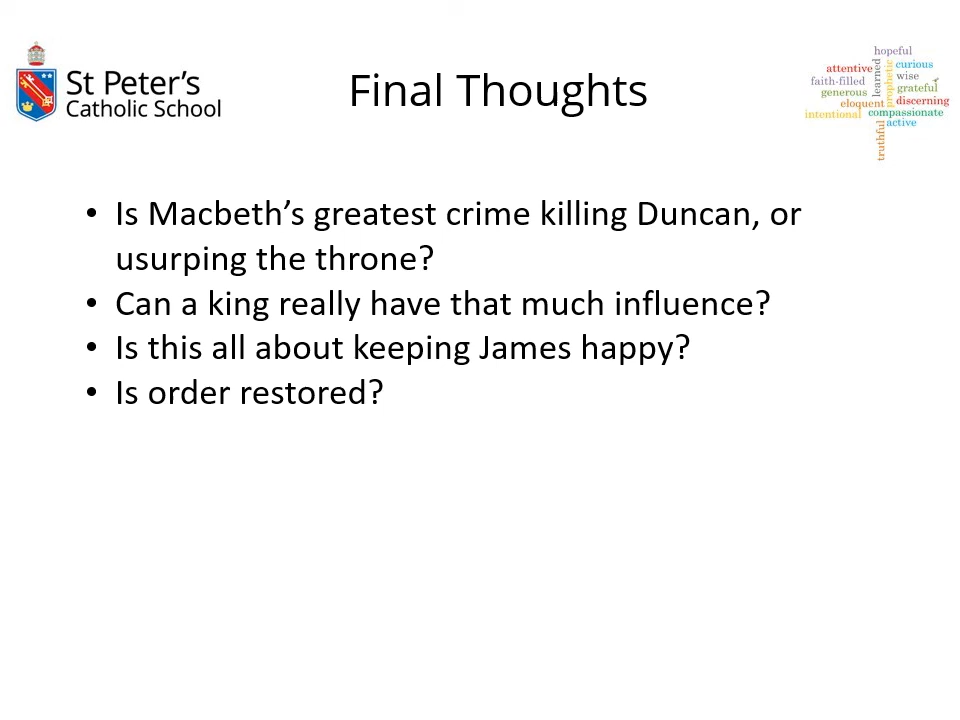 St Peter’s
Catholic School
Final Thoughts
hopeful
attentive
learned
prophetic
curious
faith-filled
wise
generous
grateful
eloquent
discerning
intentional
compassionate
truthful
active
• Is Macbeth’s greatest crime killing Duncan, or
usurping the throne?
• Can a king really have that much influence?
• Is this all about keeping James happy?
• Is order restored?